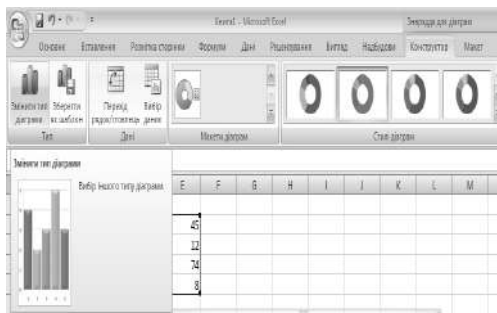 Книга1 - Microsoft Excel
Знаряддя для діаграм
Основне Вставлення Розмітка сторінки Формули Дані Рецензування Вигляд Надбудови Конструктор Макет
Змінити тип діаграми Зберегти як шаблон Перехід рядок/стовпець Вибір даних
Тип Дані Макети діаграм Стилі діаграм
Змінити тип діаграми
Вибір іншого типу діаграми.
E F G H I J K L M
45
12
74
8